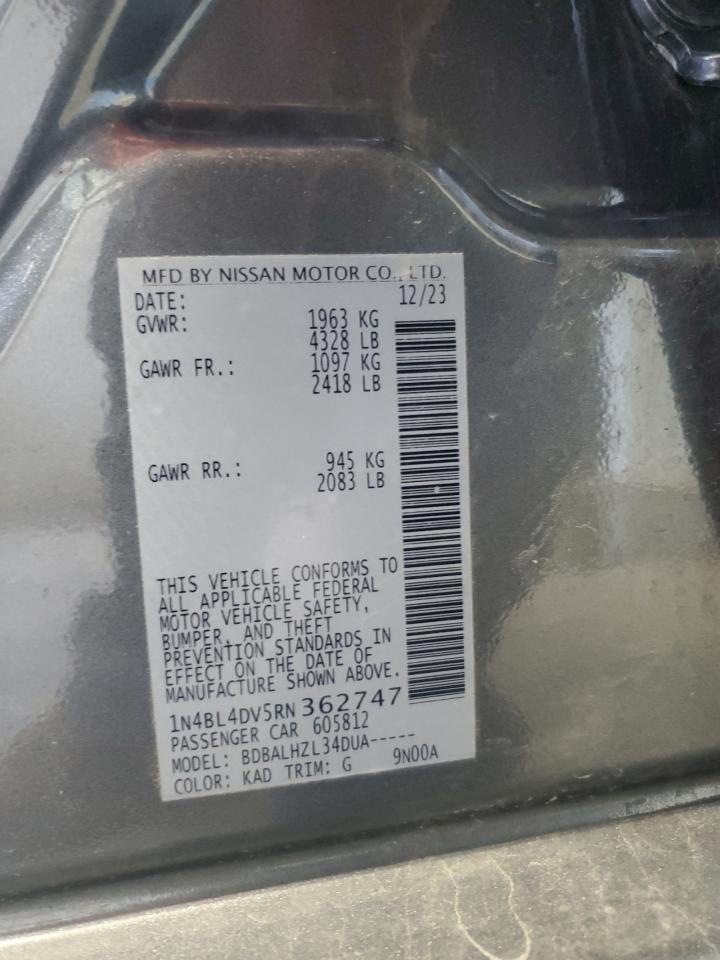 MFD BY NISSAN MOTOR CO., LTD.
DATE: 12/23
GVWR: 1963 KG
4328 LB
GAWR FR.: 1097 KG
2418 LB
GAWR RR.: 945 KG
2083 LB
THIS VEHICLE CONFORMS TO
ALL APPLICABLE FEDERAL
MOTOR VEHICLE SAFETY,
BUMPER, AND THEFT
PREVENTION STANDARDS IN
EFFECT ON THE DATE OF
MANUFACTURE SHOWN ABOVE.
1N4BL4DV5RN362747
PASSENGER CAR 605812
MODEL: BDBALHZL34DUA-----
COLOR: KAD TRIM: G 9N00A